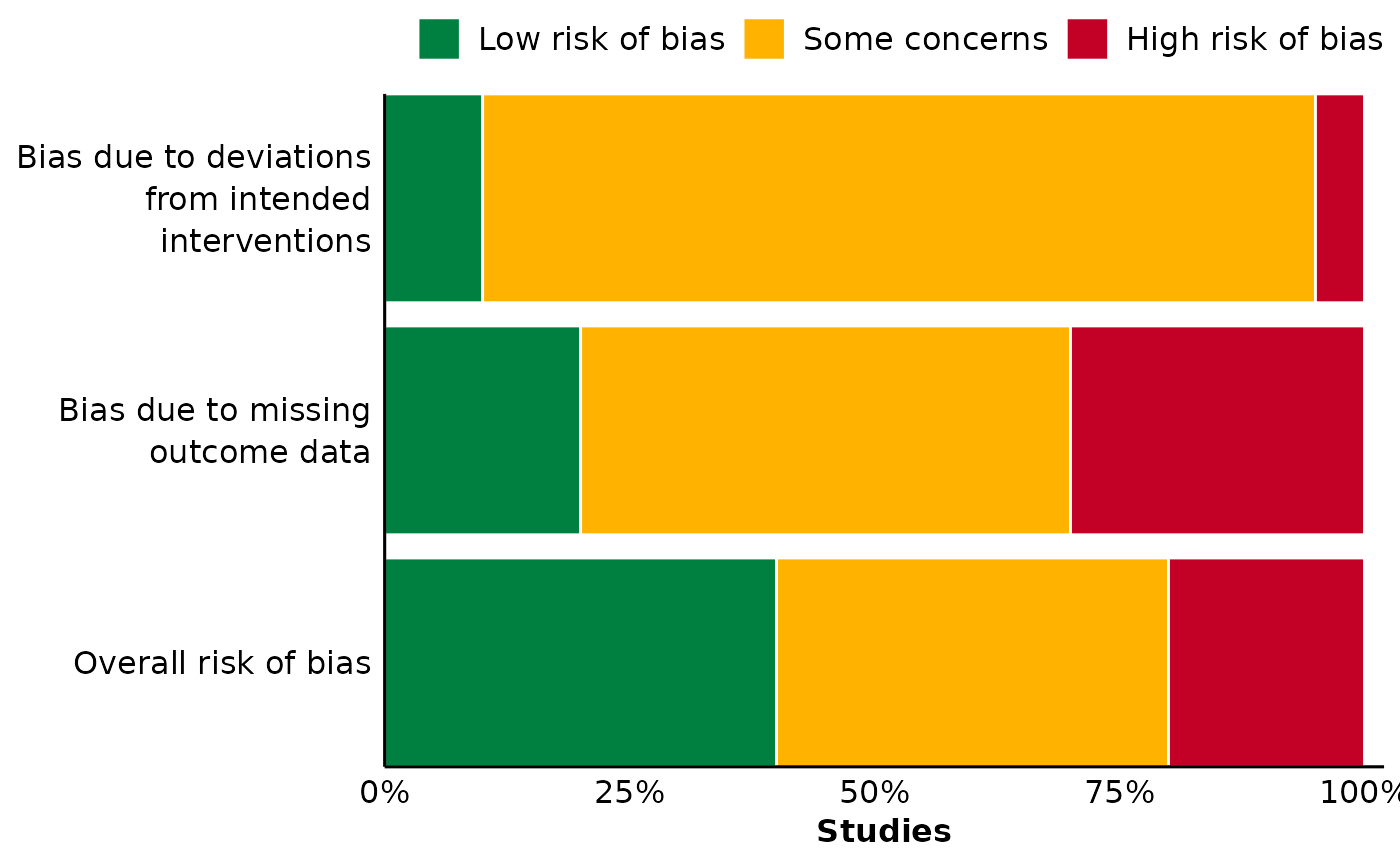 Low risk of bias Some concerns High risk of bias
Bias due to deviations
from intended
interventions
Bias due to missing
outcome data
Overall risk of bias
0% 25% 50% 75% 100%
Studies